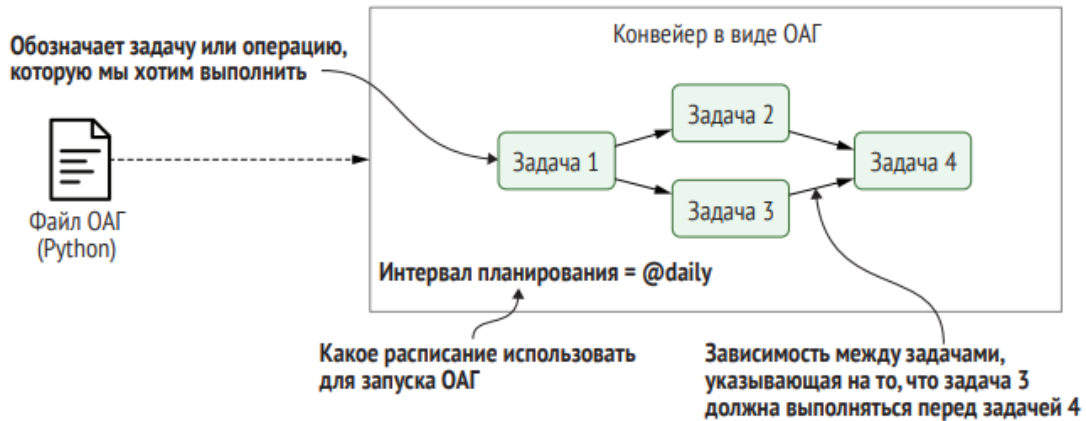 Конвейер в виде ОАГ
Обозначает задачу или операцию,
которую мы хотим выполнить
Задача 1
Задача 2
Задача 3
Задача 4
Файл ОАГ
(Python)
Интервал планирования = @daily
Какое расписание использовать
для запуска ОАГ
Зависимость между задачами,
указывающая на то, что задача 3
должна выполняться перед задачей 4